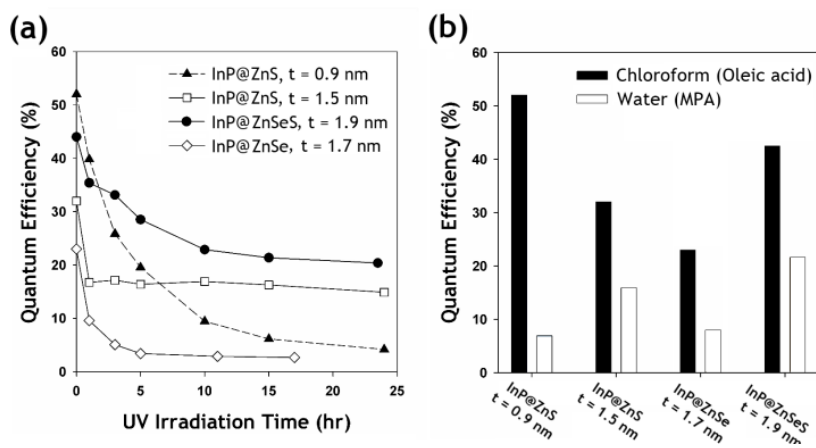 (a)
60
50
40
30
20
10
0
Quantum Efficiency (%)
InP@ZnS, t = 0.9 nm
InP@ZnS, t = 1.5 nm
InP@ZnSeS, t = 1.9 nm
InP@ZnSe, t = 1.7 nm
0 5 10 15 20 25
UV Irradiation Time (hr)
(b)
60
50
40
30
20
10
0
Quantum Efficiency (%)
Chloroform (Oleic acid)
Water (MPA)
InP@ZnS
t = 0.9 nm
InP@ZnS
t = 1.5 nm
InP@ZnSe
t = 1.7 nm
InP@ZnSeS
t = 1.9 nm